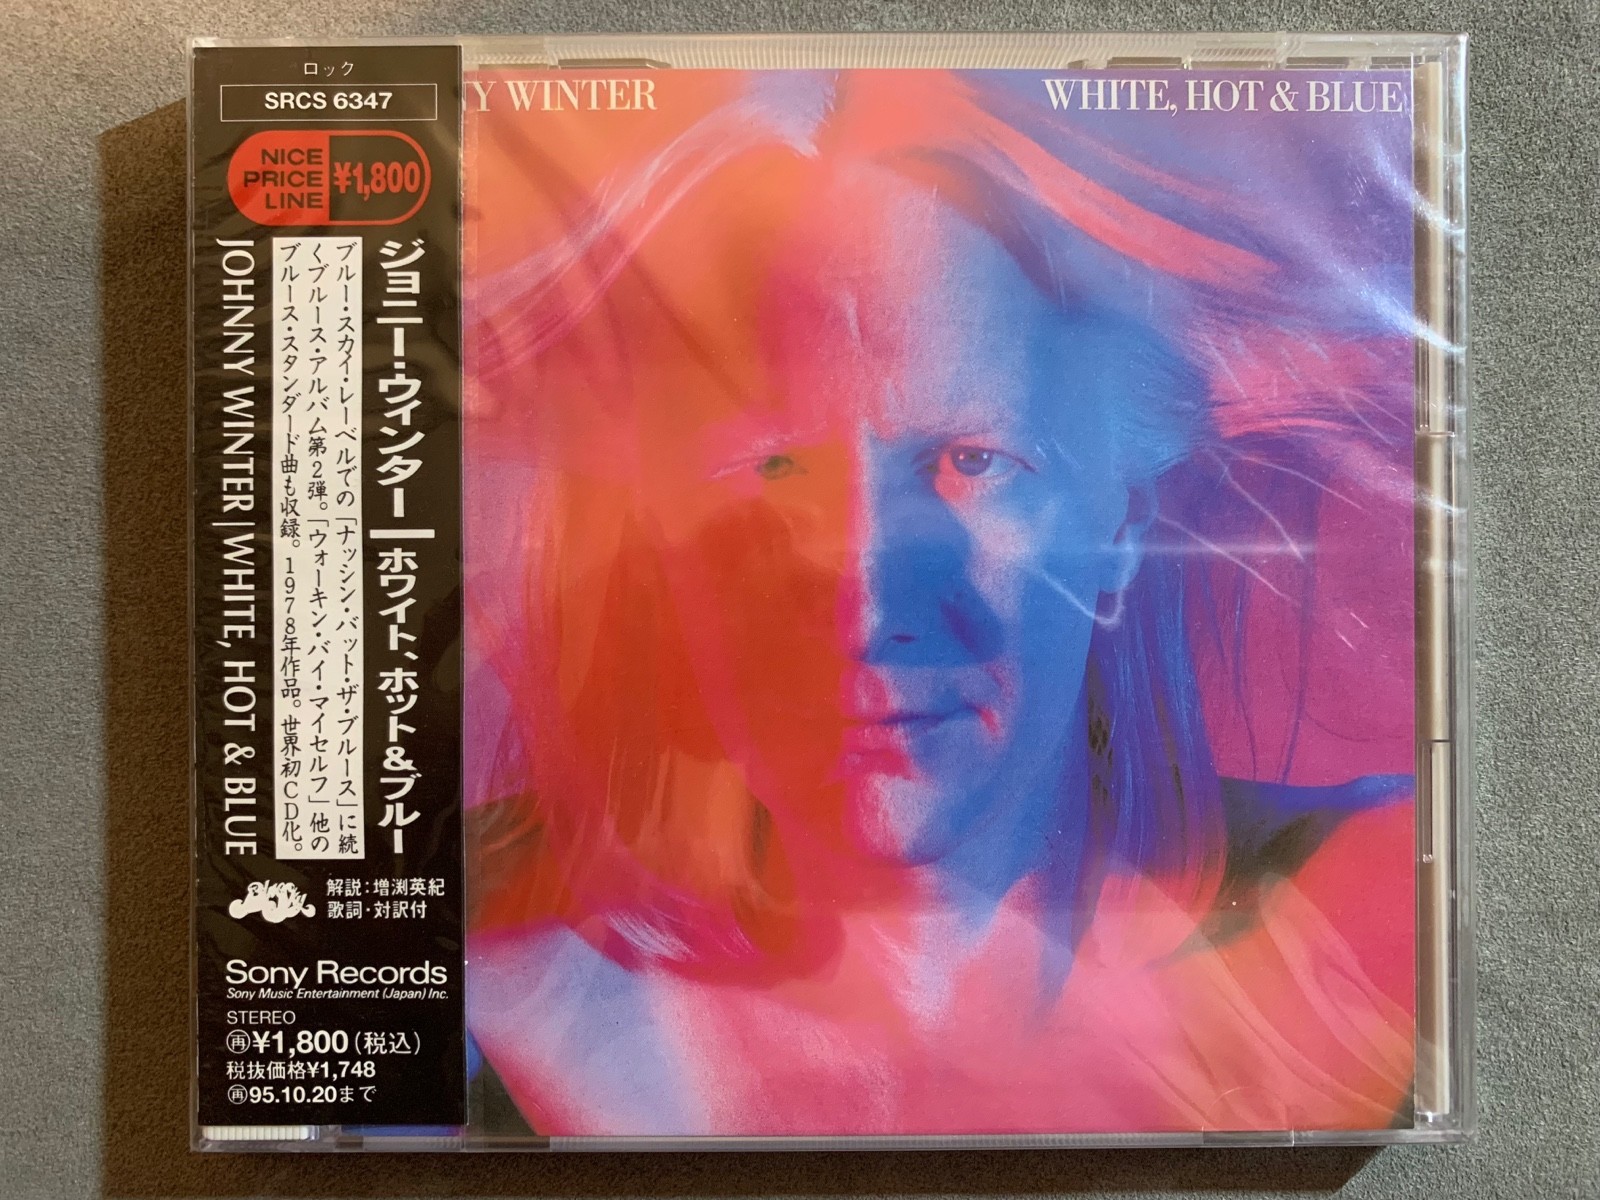 ロック
SRCS 6347
NICE
PRICE
LINE
¥1,800
ジョニー・ウィンター|ホワイト、ホット&ブルー
ブルー・スカイ・レーベルでの「ナッシン・バット・ザ・ブルース」に続
くブルース・アルバム第2弾。「ウォーキン・バイ・マイセルフ」他の
ブルース・スタンダード曲も収録。1978年作品。世界初CD化。
JOHNNY WINTER|WHITE, HOT & BLUE
Blue Sky
解説:増渕英紀
歌詞・対訳付
Sony Records
Sony Music Entertainment (Japan) Inc.
STEREO
再¥1,800(税込)
税抜価格¥1,748
再95.10.20まで
Y WINTER
WHITE, HOT & BLUE